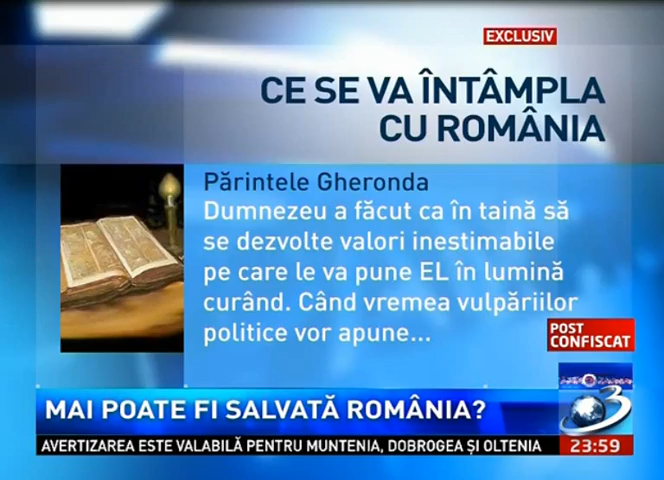 EXCLUSIV
CE SE VA ÎNTÂMPLA
CU ROMÂNIA
Părintele Gheronda
Dumnezeu a făcut ca în taină să
se dezvolte valori inestimabile
pe care le va pune EL în lumină
curând. Când vremea vulpăriilor
politice vor apune...
POST
CONFISCAT
MAI POATE FI SALVATĂ ROMÂNIA?
3
AVERTIZAREA ESTE VALABILĂ PENTRU MUNTENIA, DOBROGEA ȘI OLTENIA
23:59